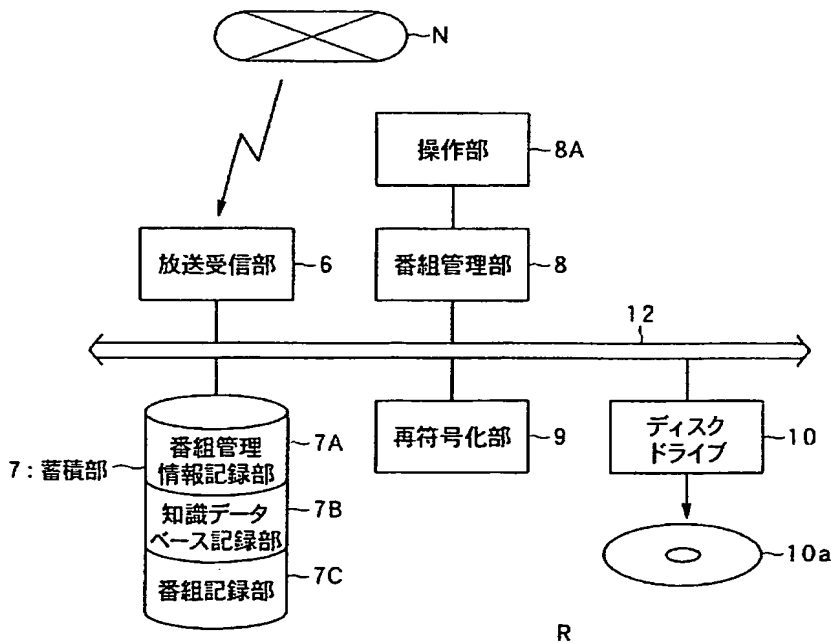 N
操作部
8A
放送受信部
6
番組管理部
8
12
7:蓄積部
番組管理
情報記録部
7A
知識データ
ベース記録部
7B
番組記録部
7C
再符号化部
9
ディスク
ドライブ
10
10a
R